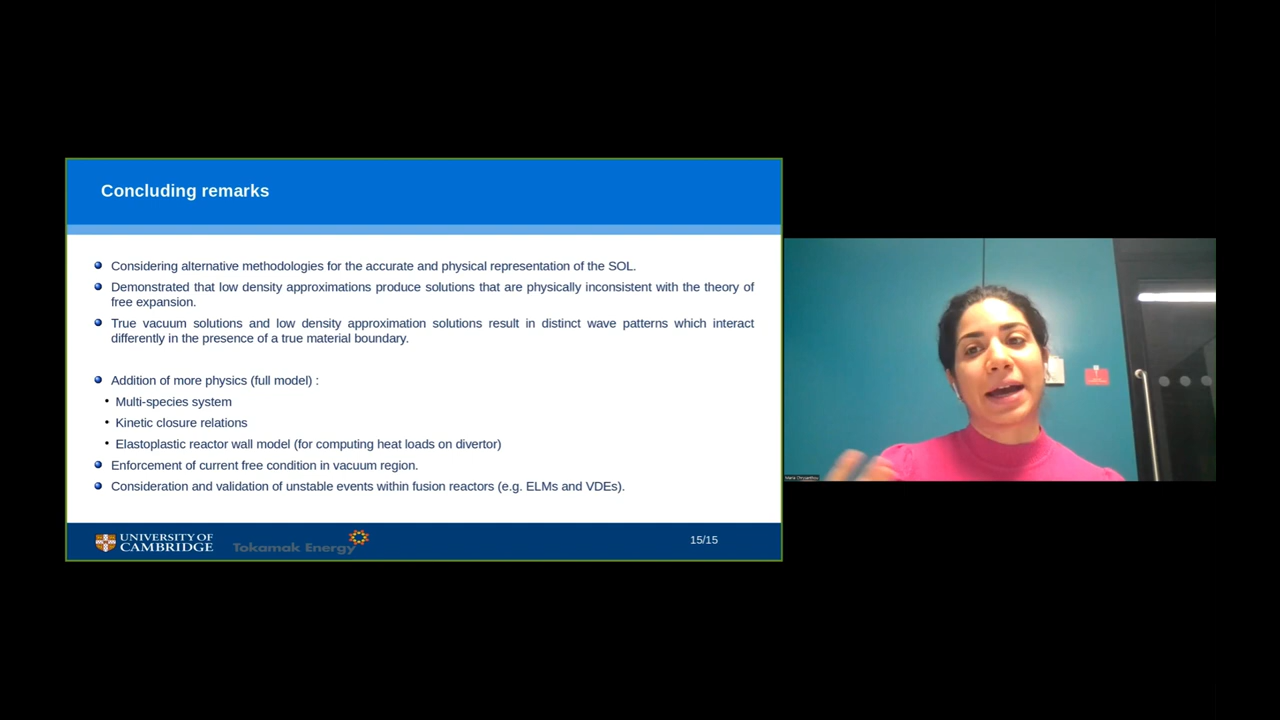 Concluding remarks
Considering alternative methodologies for the accurate and physical representation of the SOL.
Demonstrated that low density approximations produce solutions that are physically inconsistent with the theory of
free expansion.
True vacuum solutions and low density approximation solutions result in distinct wave patterns which interact
differently in the presence of a true material boundary.
Addition of more physics (full model) :
Multi-species system
Kinetic closure relations
Elastoplastic reactor wall model (for computing heat loads on divertor)
Enforcement of current free condition in vacuum region.
Consideration and validation of unstable events within fusion reactors (e.g. ELMs and VDEs).
UNIVERSITY OF
CAMBRIDGE
Tokamak Energy
15/15